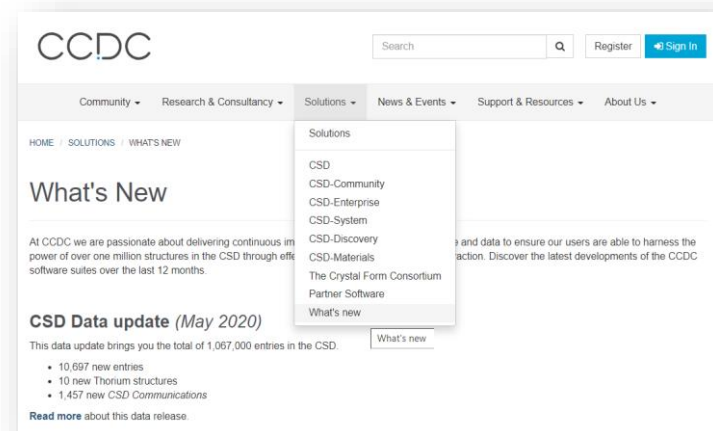 CCDC
Search
Register
Sign In
Community
Research & Consultancy
Solutions
News & Events
Support & Resources
About Us
HOME / SOLUTIONS / WHAT'S NEW
Solutions
CSD
CSD-Community
CSD-Enterprise
CSD-System
CSD-Discovery
CSD-Materials
The Crystal Form Consortium
Partner Software
What's new
What's New
At CCDC we are passionate about delivering continuous im e and data to ensure our users are able to harness the
power of over one million structures in the CSD through effe raction. Discover the latest developments of the CCDC
software suites over the last 12 months.
CSD Data update (May 2020)
What's new
This data update brings you the total of 1,067,000 entries in the CSD.
• 10,697 new entries
• 10 new Thorium structures
• 1,457 new CSD Communications
Read more about this data release.